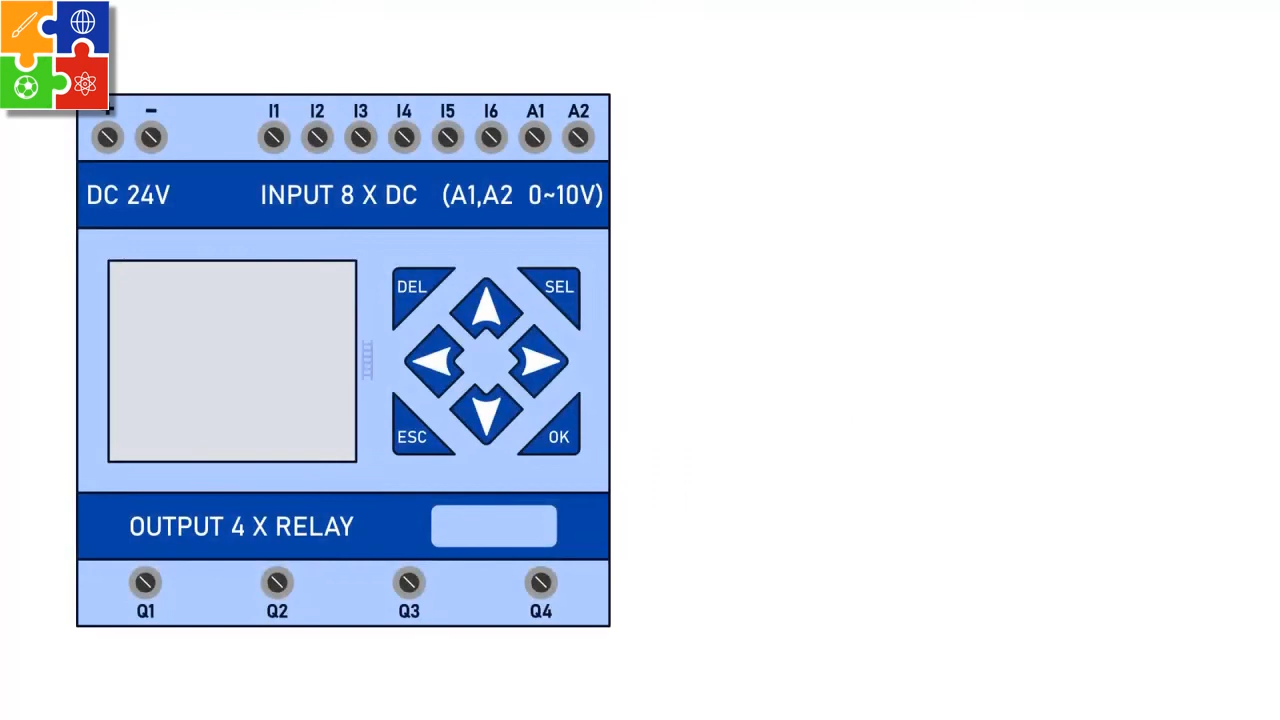 − I1 I2 I3 I4 I5 I6 A1 A2
DC 24V INPUT 8 X DC (A1,A2 0~10V)
DEL SEL
ESC OK
OUTPUT 4 X RELAY
Q1 Q2 Q3 Q4